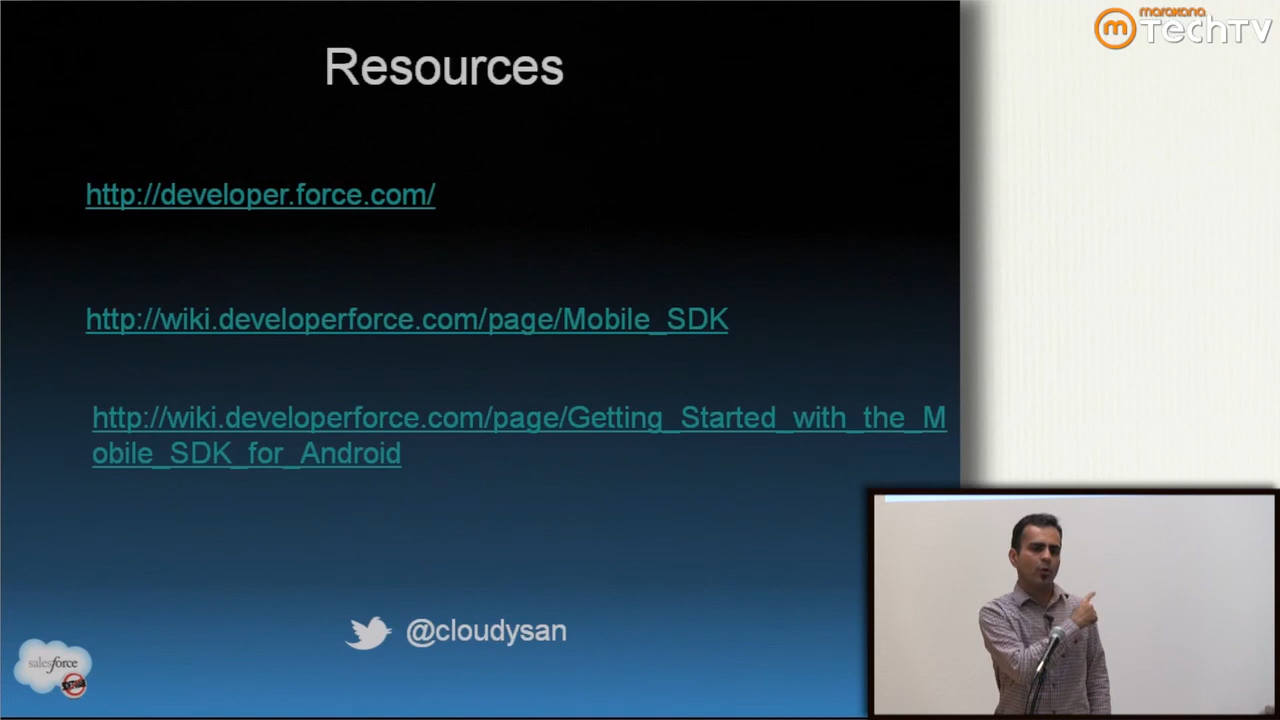 marakana
TechTV
Resources
http://developer.force.com/
http://wiki.developerforce.com/page/Mobile_SDK
http://wiki.developerforce.com/page/Getting_Started_with_the_M
obile_SDK_for_Android
@cloudysan
salesforce